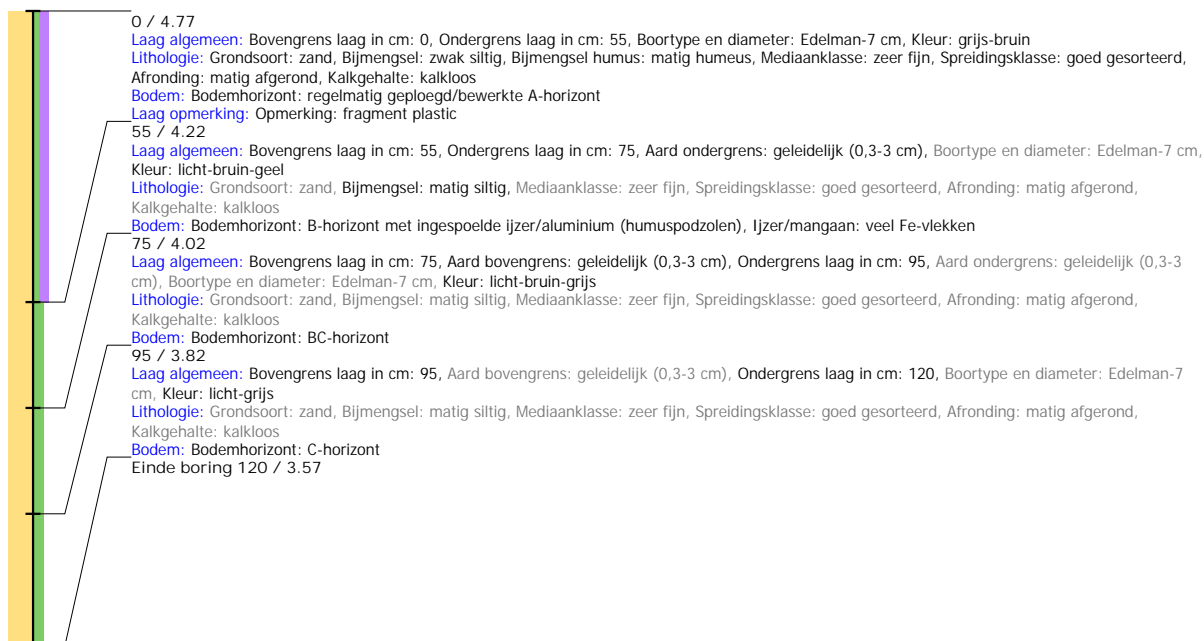 0 / 4.77
Laag algemeen: Bovengrens laag in cm: 0, Ondergrens laag in cm: 55, Boortype en diameter: Edelman-7 cm, Kleur: grijs-bruin
Lithologie: Grondsoort: zand, Bijmengsel: zwak siltig, Bijmengsel humus: matig humeus, Mediaanklasse: zeer fijn, Spreidingsklasse: goed gesorteerd,
Afronding: matig afgerond, Kalkgehalte: kalkloos
Bodem: Bodemhorizont: regelmatig geploegd/bewerkte A-horizont
Laag opmerking: Opmerking: fragment plastic
55 / 4.22
Laag algemeen: Bovengrens laag in cm: 55, Ondergrens laag in cm: 75, Aard ondergrens: geleidelijk (0,3-3 cm), Boortype en diameter: Edelman-7 cm,
Kleur: licht-bruin-geel
Lithologie: Grondsoort: zand, Bijmengsel: matig siltig, Mediaanklasse: zeer fijn, Spreidingsklasse: goed gesorteerd, Afronding: matig afgerond,
Kalkgehalte: kalkloos
Bodem: Bodemhorizont: B-horizont met ingespoelde ijzer/aluminium (humuspodzolen), Ijzer/mangaan: veel Fe-vlekken
75 / 4.02
Laag algemeen: Bovengrens laag in cm: 75, Aard bovengrens: geleidelijk (0,3-3 cm), Ondergrens laag in cm: 95, Aard ondergrens: geleidelijk (0,3-3
cm), Boortype en diameter: Edelman-7 cm, Kleur: licht-bruin-grijs
Lithologie: Grondsoort: zand, Bijmengsel: matig siltig, Mediaanklasse: zeer fijn, Spreidingsklasse: goed gesorteerd, Afronding: matig afgerond,
Kalkgehalte: kalkloos
Bodem: Bodemhorizont: BC-horizont
95 / 3.82
Laag algemeen: Bovengrens laag in cm: 95, Aard bovengrens: geleidelijk (0,3-3 cm), Ondergrens laag in cm: 120, Boortype en diameter: Edelman-7
cm, Kleur: licht-grijs
Lithologie: Grondsoort: zand, Bijmengsel: matig siltig, Mediaanklasse: zeer fijn, Spreidingsklasse: goed gesorteerd, Afronding: matig afgerond,
Kalkgehalte: kalkloos
Bodem: Bodemhorizont: C-horizont
Einde boring 120 / 3.57